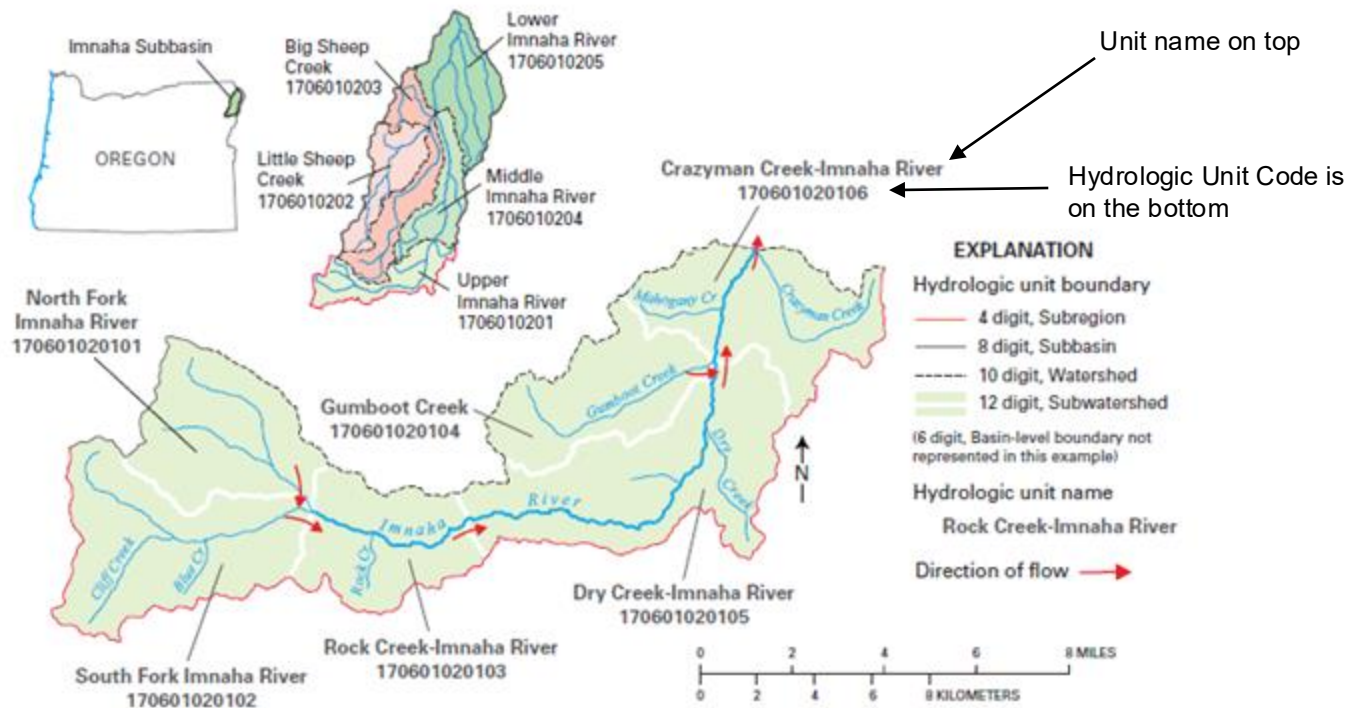 Imnaha Subbasin
OREGON
Big Sheep
Creek
1706010203
Lower
Imnaha River
1706010205
Little Sheep
Creek
1706010202
Middle
Imnaha River
1706010204
Upper
Imnaha River
1706010201
Unit name on top
Crazyman Creek-Imnaha River
170601020106
Hydrologic Unit Code is
on the bottom
North Fork
Imnaha River
170601020101
Gumboot Creek
170601020104
Mahogany Cr
Crazyman Creek
Gumboot Creek
Dry Creek
Imnaha River
Cliff Creek
Blue Cr
Rock Cr
N
South Fork Imnaha River
170601020102
Rock Creek-Imnaha River
170601020103
Dry Creek-Imnaha River
170601020105
EXPLANATION
Hydrologic unit boundary
4 digit, Subregion
8 digit, Subbasin
10 digit, Watershed
12 digit, Subwatershed
(6 digit, Basin-level boundary not
represented in this example)
Hydrologic unit name
Rock Creek-Imnaha River
Direction of flow
0 2 4 6 8 MILES
0 2 4 6 8 KILOMETERS